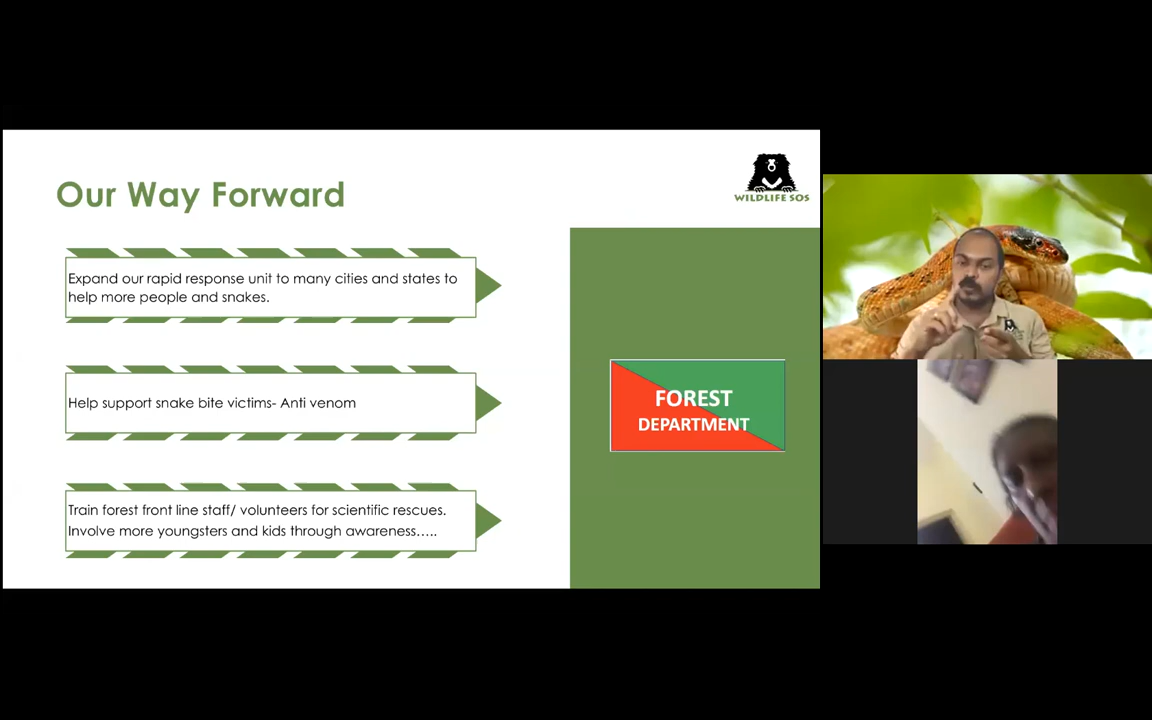 Our Way Forward
WILDLIFE SOS
Expand our rapid response unit to many cities and states to
help more people and snakes.
Help support snake bite victims- Anti venom
Train forest front line staff/ volunteers for scientific rescues.
Involve more youngsters and kids through awareness…..
FOREST
DEPARTMENT